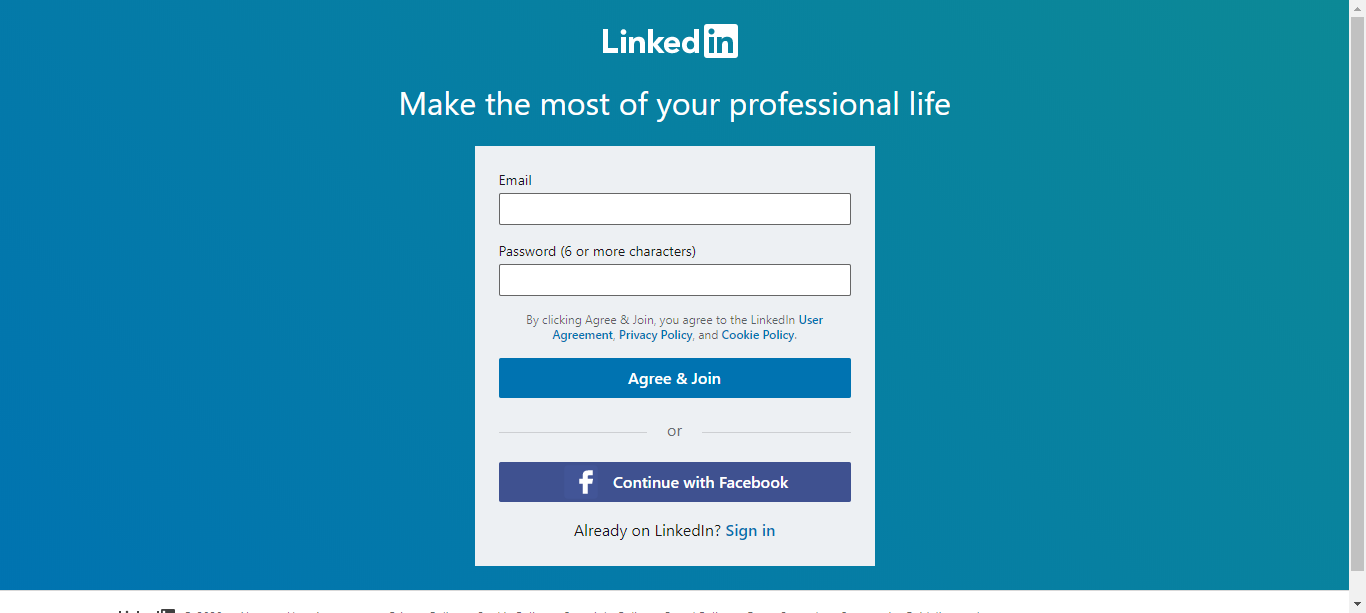 Linked in
Make the most of your professional life
Email
Password (6 or more characters)
By clicking Agree & Join, you agree to the LinkedIn User
Agreement, Privacy Policy, and Cookie Policy.
Agree & Join
or
f Continue with Facebook
Already on LinkedIn? Sign in